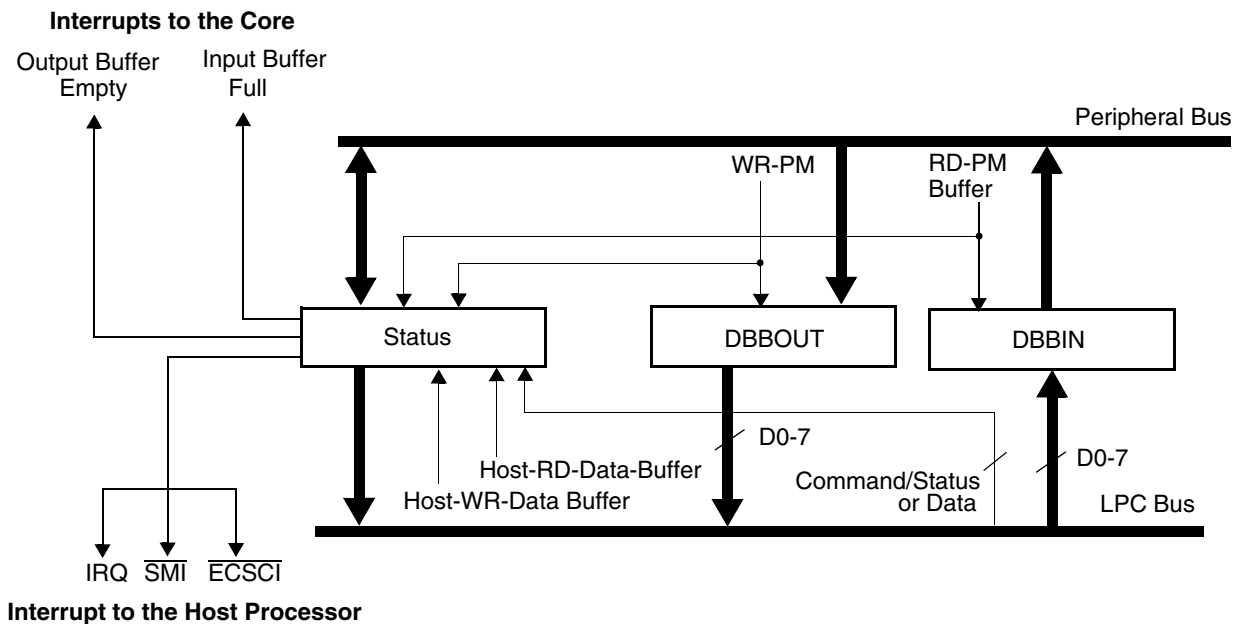 Interrupts to the Core
Output Buffer
Empty
Input Buffer
Full
Peripheral Bus
WR-PM
RD-PM
Buffer
Status
DBBOUT
DBBIN
D0-7
D0-7
Host-RD-Data-Buffer
Host-WR-Data Buffer
Command/Status
or Data
LPC Bus
IRQ
SMI
ECSCI
Interrupt to the Host Processor